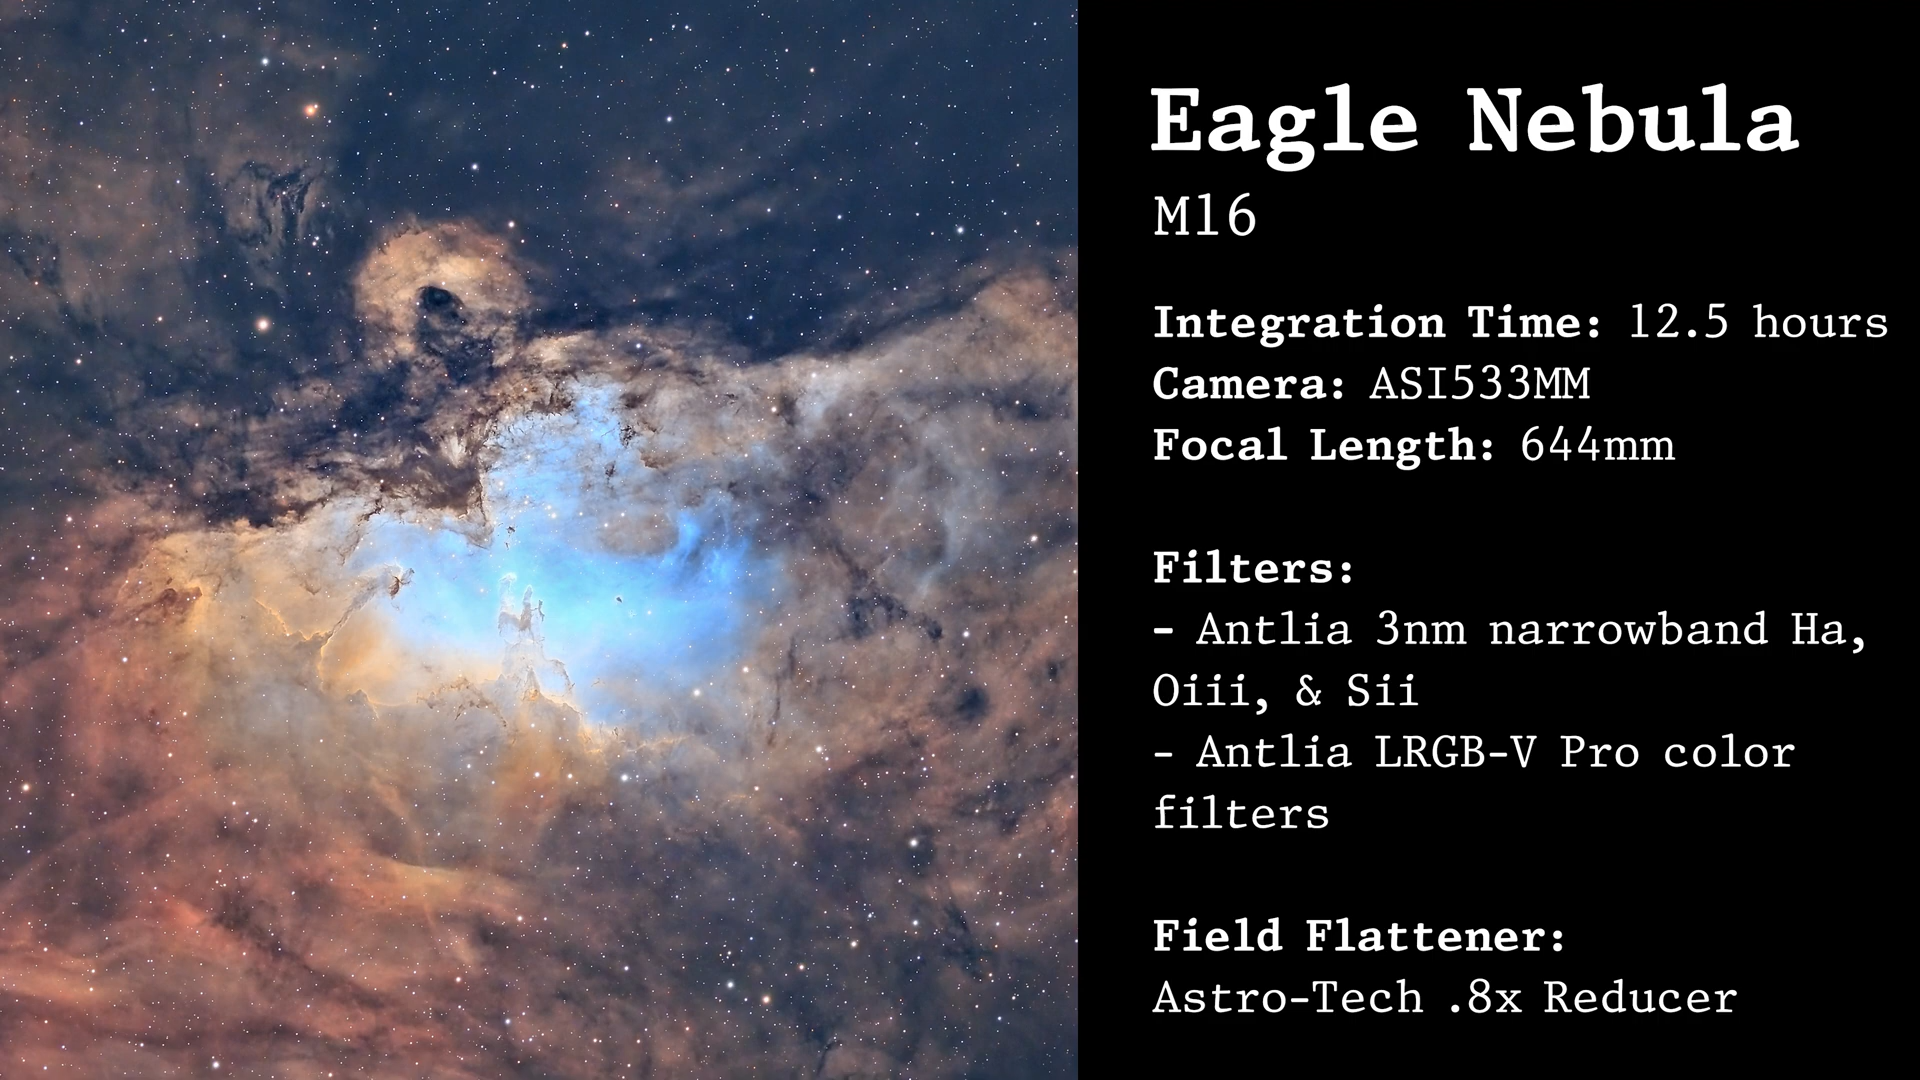 Eagle Nebula
M16
Integration Time: 12.5 hours
Camera: ASI533MM
Focal Length: 644mm
Filters:
- Antlia 3nm narrowband Ha,
Oiii, & Sii
- Antlia LRGB-V Pro color
filters
Field Flattener:
Astro-Tech .8x Reducer